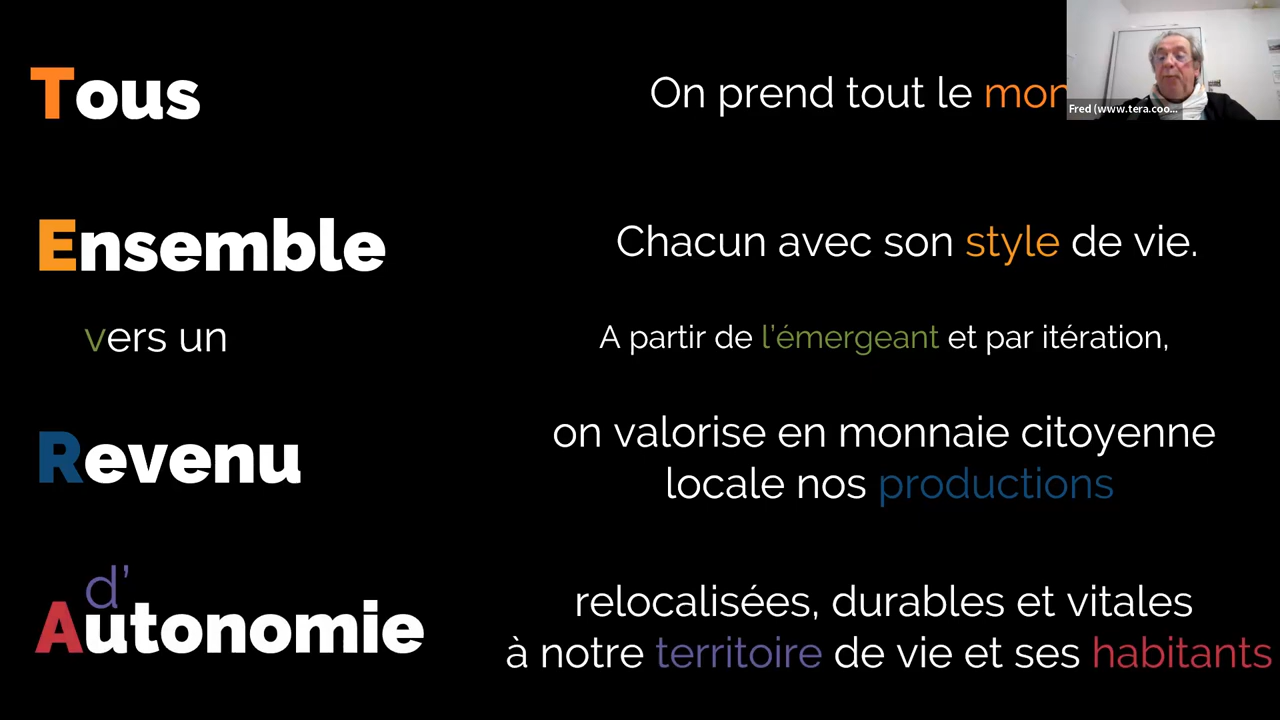 Tous
On prend tout le mon
Fred (www.tera.coo...
Ensemble
Chacun avec son style de vie.
vers un
A partir de l'émergeant et par itération,
Revenu
on valorise en monnaie citoyenne
locale nos productions
d'
Autonomie
relocalisées, durables et vitales
à notre territoire de vie et ses habitants